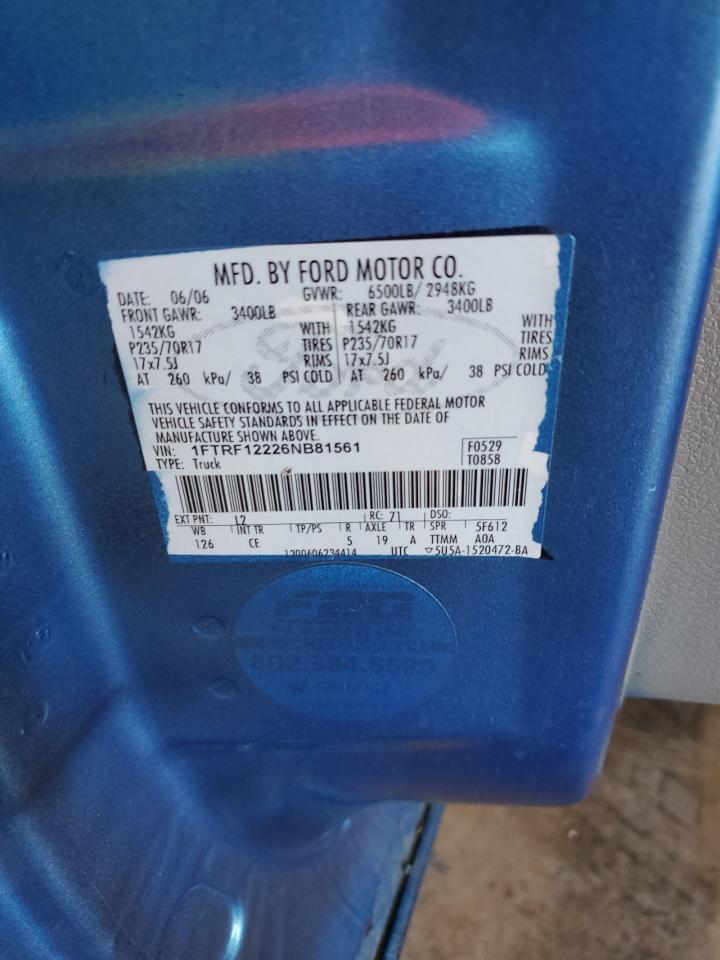 MFD. BY FORD MOTOR CO.
DATE: 06/06 GVWR: 6500LB/ 2948KG
FRONT GAWR: 3400LB REAR GAWR: 3400LB
1542KG WITH 1542KG WITH
P235/70R17 TIRES P235/70R17 TIRES
17x7.5J RIMS 17x7.5J RIMS
AT 260 kPa/ 38 PSI COLD AT 260 kPa/ 38 PSI COLD
THIS VEHICLE CONFORMS TO ALL APPLICABLE FEDERAL MOTOR
VEHICLE SAFETY STANDARDS IN EFFECT ON THE DATE OF
MANUFACTURE SHOWN ABOVE.
VIN: 1FTRF12226NB81561 F0529
TYPE: Truck T0858
EXT PNT: L2 RC: 71 DSO:
WB INT TR TP/PS R AXLE TR SPR 5F612
126 CE 5 19 A TTMM A0A
1200606234414 UTC ▽5U5A-1520472-BA